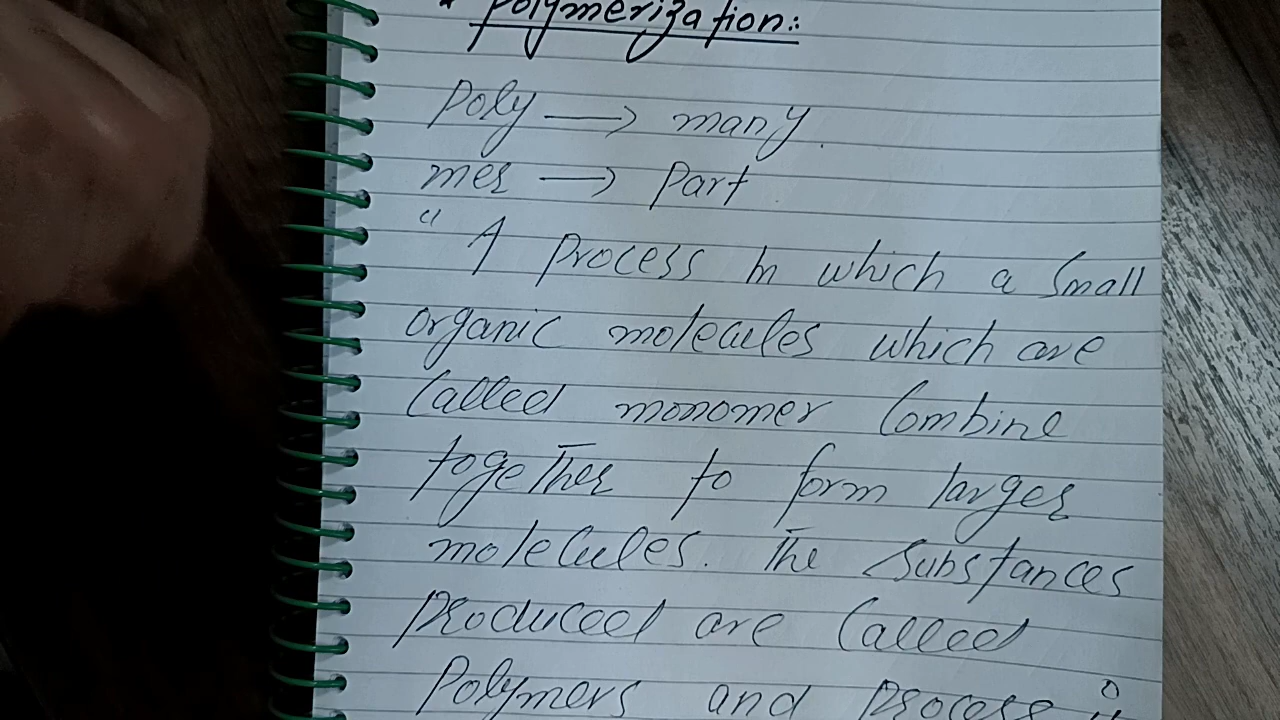 * Polymerization:
Poly → many.
mer → Part
" A Process in which a Small
organic molecules which are
Called monomer Combine
together to form larger
molecules. The Substances
Produced are Called
Polymers and Process